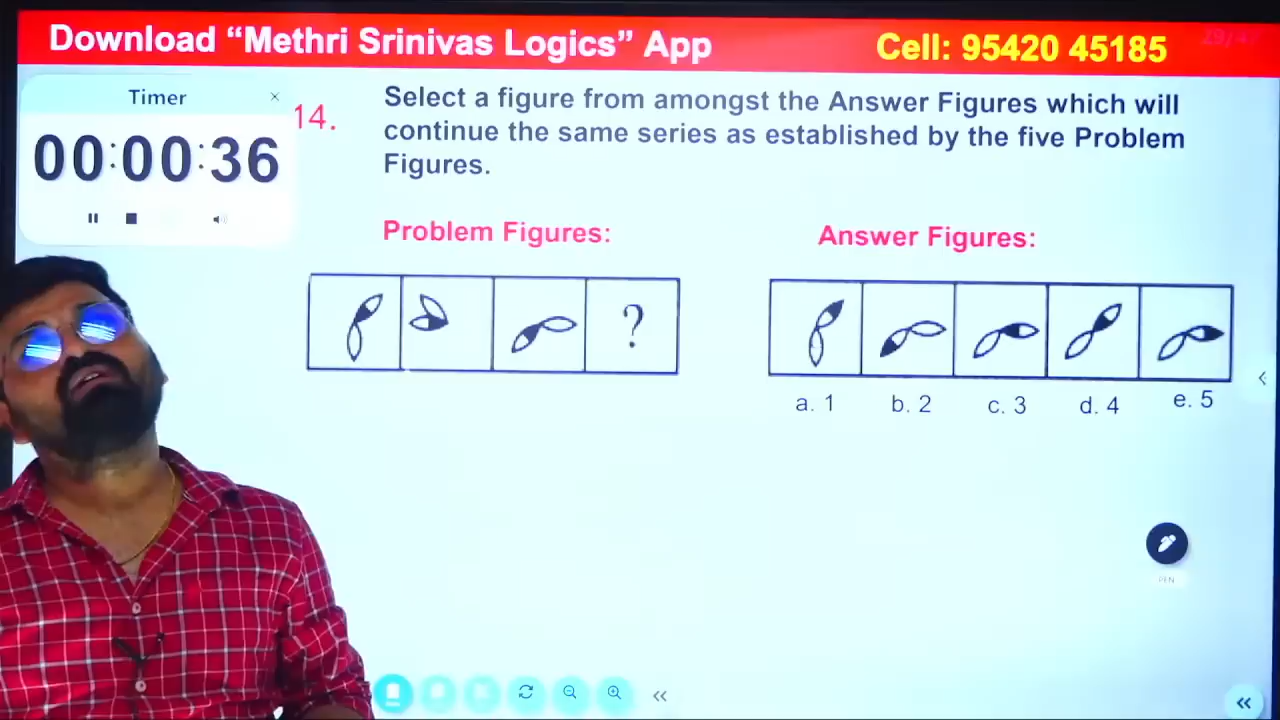 Download “Methri Srinivas Logics” App
Cell: 95420 45185
Timer
00:00:36
14.
Select a figure from amongst the Answer Figures which will
continue the same series as established by the five Problem
Figures.
Problem Figures:
Answer Figures:
?
a. 1
b. 2
c. 3
d. 4
e. 5
PEN